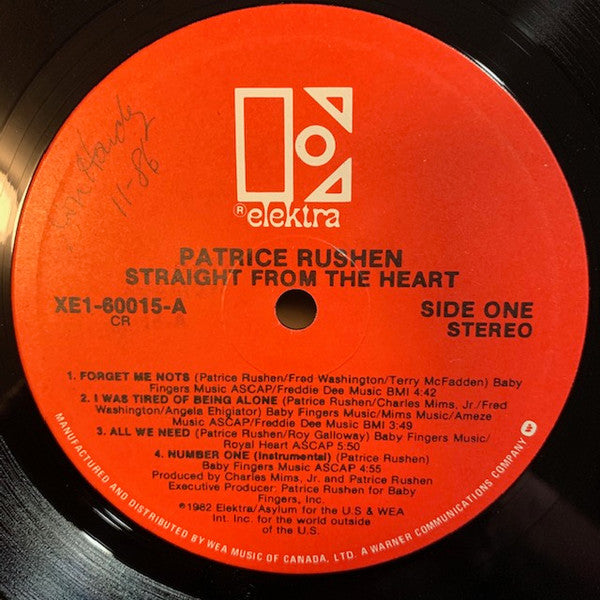 11-86
® elektra
PATRICE RUSHEN
STRAIGHT FROM THE HEART
XE1-60015-A
CR
SIDE ONE
STEREO
1. FORGET ME NOTS (Patrice Rushen/Fred Washington/Terry McFadden) Baby
Fingers Music ASCAP/Freddie Dee Music BMI 4:42
2. I WAS TIRED OF BEING ALONE (Patrice Rushen/Charles Mims, Jr./Fred
Washington/Angela Ehigiator) Baby Fingers Music/Mims Music/Ameze
Music ASCAP/Freddie Dee Music BMI 3:49
3. ALL WE NEED (Patrice Rushen/Roy Galloway) Baby Fingers Music/
Royal Heart ASCAP 5:50
4. NUMBER ONE (Instrumental) (Patrice Rushen)
Baby Fingers Music ASCAP 4:55
Produced by Charles Mims, Jr. and Patrice Rushen
Executive Producer: Patrice Rushen for Baby
Fingers, Inc.
©1982 Elektra/Asylum for the U.S & WEA
Int. Inc. for the world outside
of the U.S.
MANUFACTURED AND DISTRIBUTED BY WEA MUSIC OF CANADA, LTD. A WARNER COMMUNICATIONS COMPANY